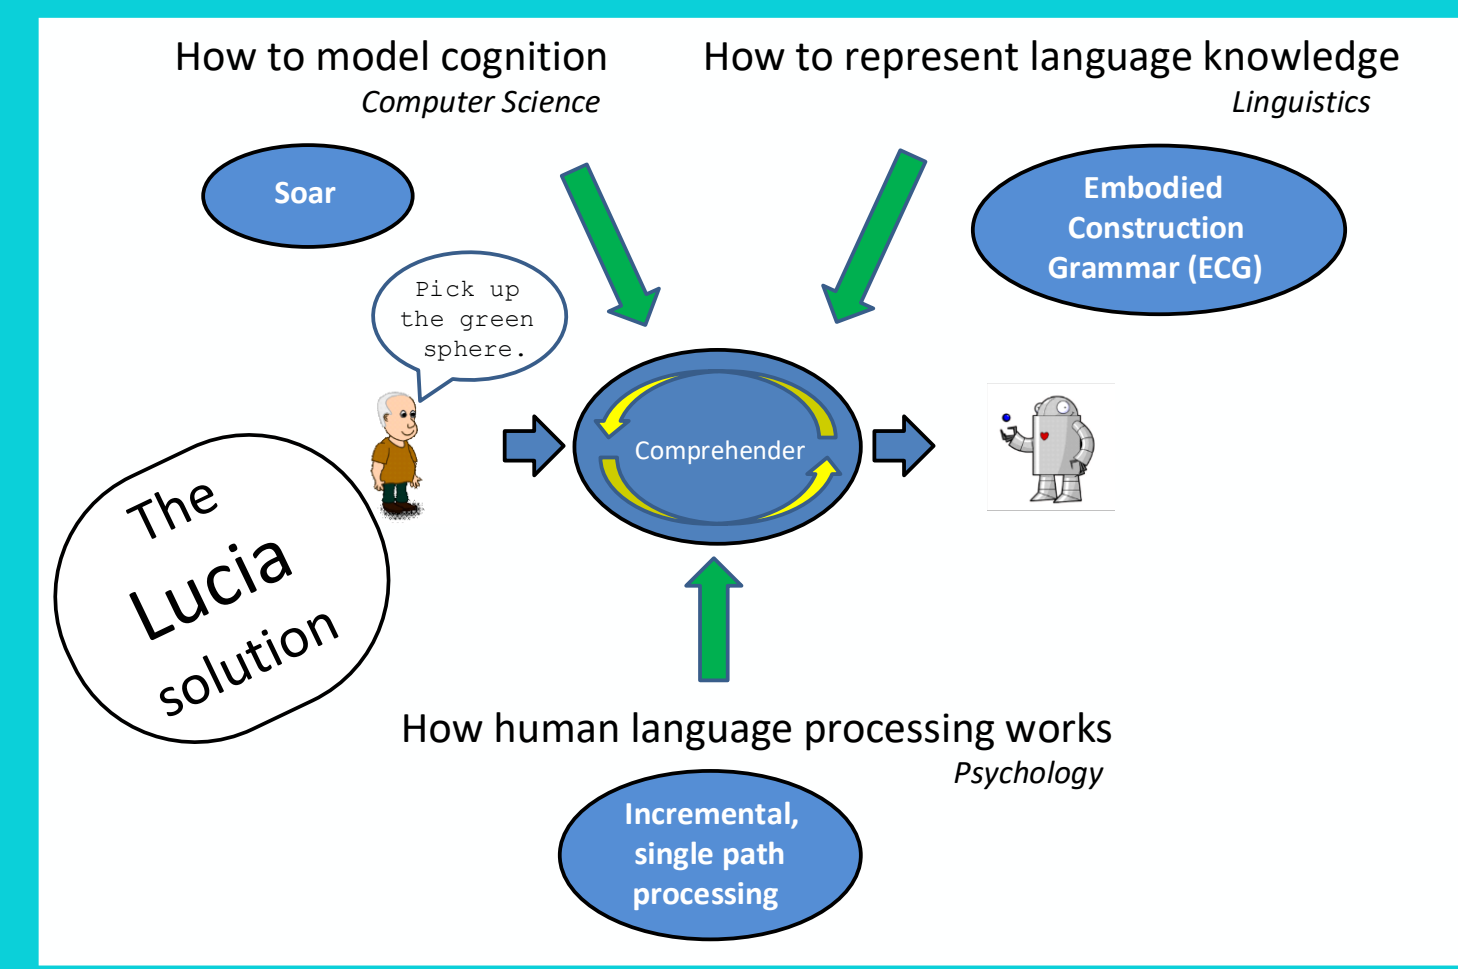 How to model cognition
Computer Science
How to represent language knowledge
Linguistics
Soar
Embodied
Construction
Grammar (ECG)
Pick up
the green
sphere.
Comprehender
The
Lucia
solution
How human language processing works
Psychology
Incremental,
single path
processing